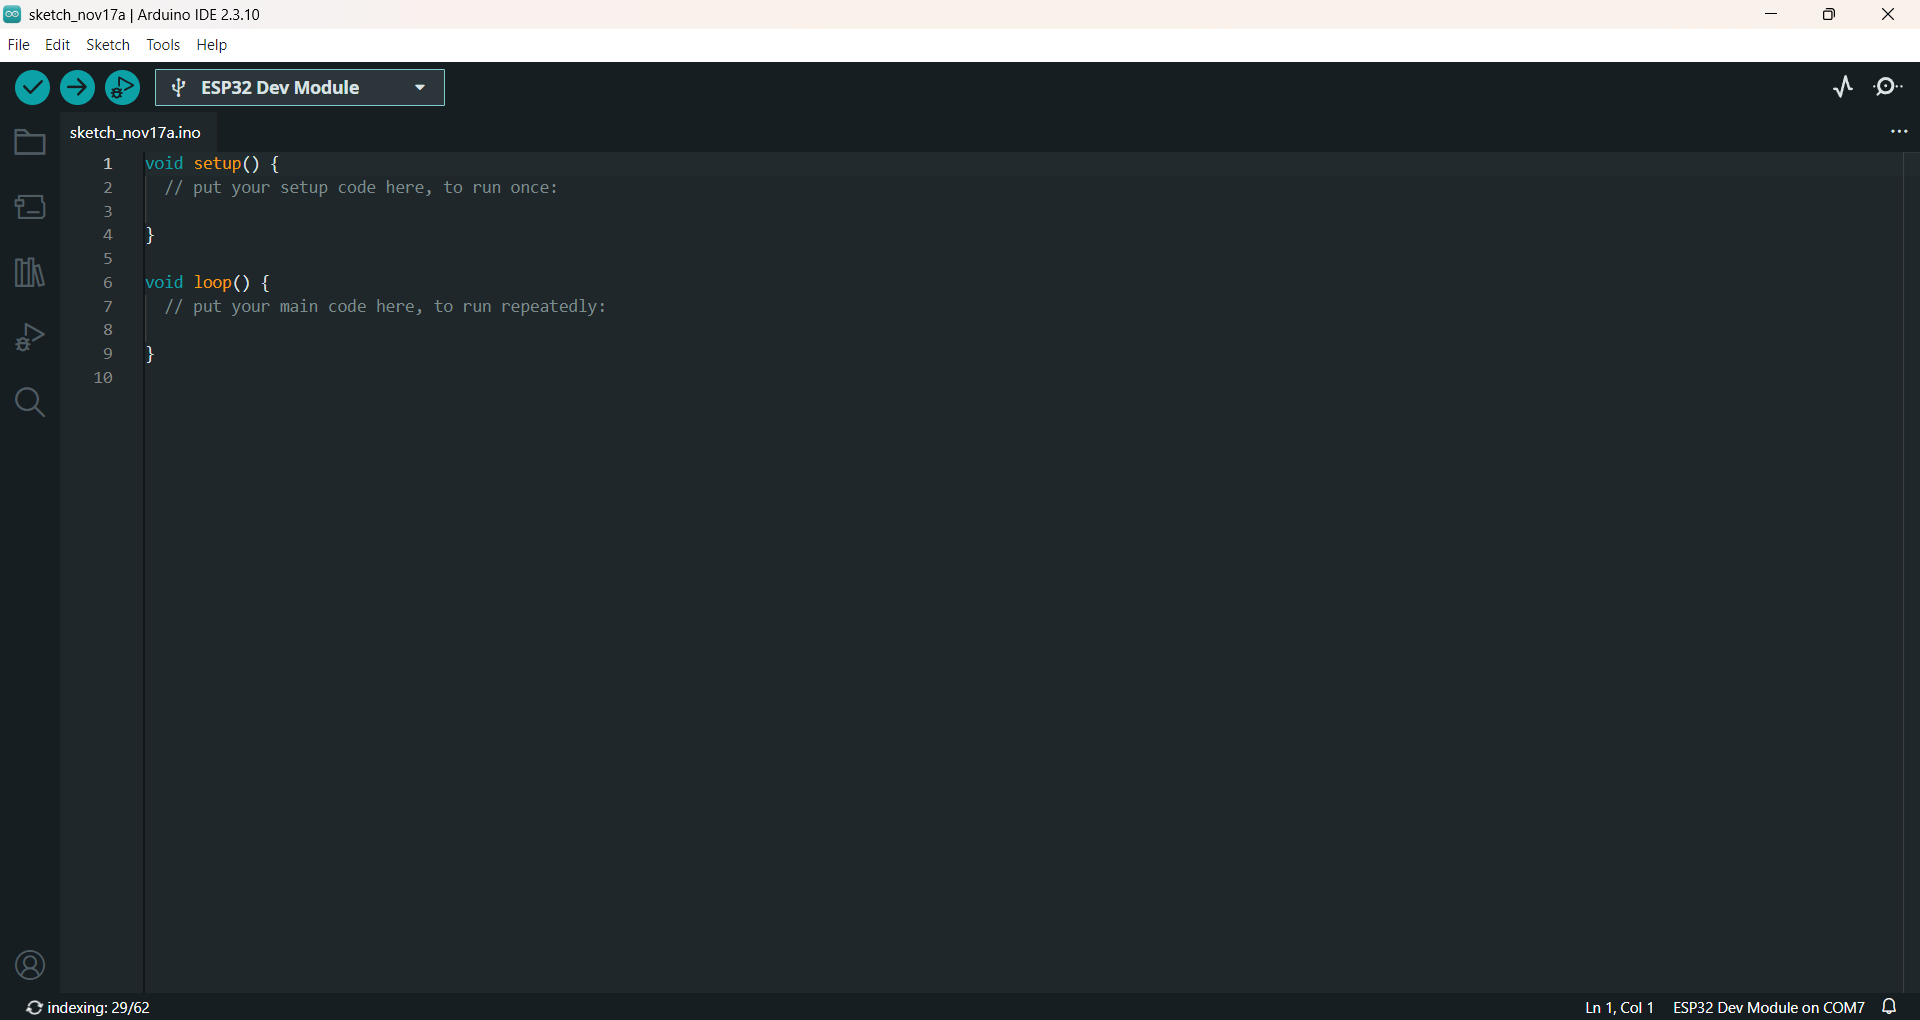 sketch_nov17a | Arduino IDE 2.3.10
File Edit Sketch Tools Help
ESP32 Dev Module
sketch_nov17a.ino
1 void setup() {
2 // put your setup code here, to run once:
3
4 }
5
6 void loop() {
7 // put your main code here, to run repeatedly:
8
9 }
10
indexing: 29/62 Ln 1, Col 1 ESP32 Dev Module on COM7